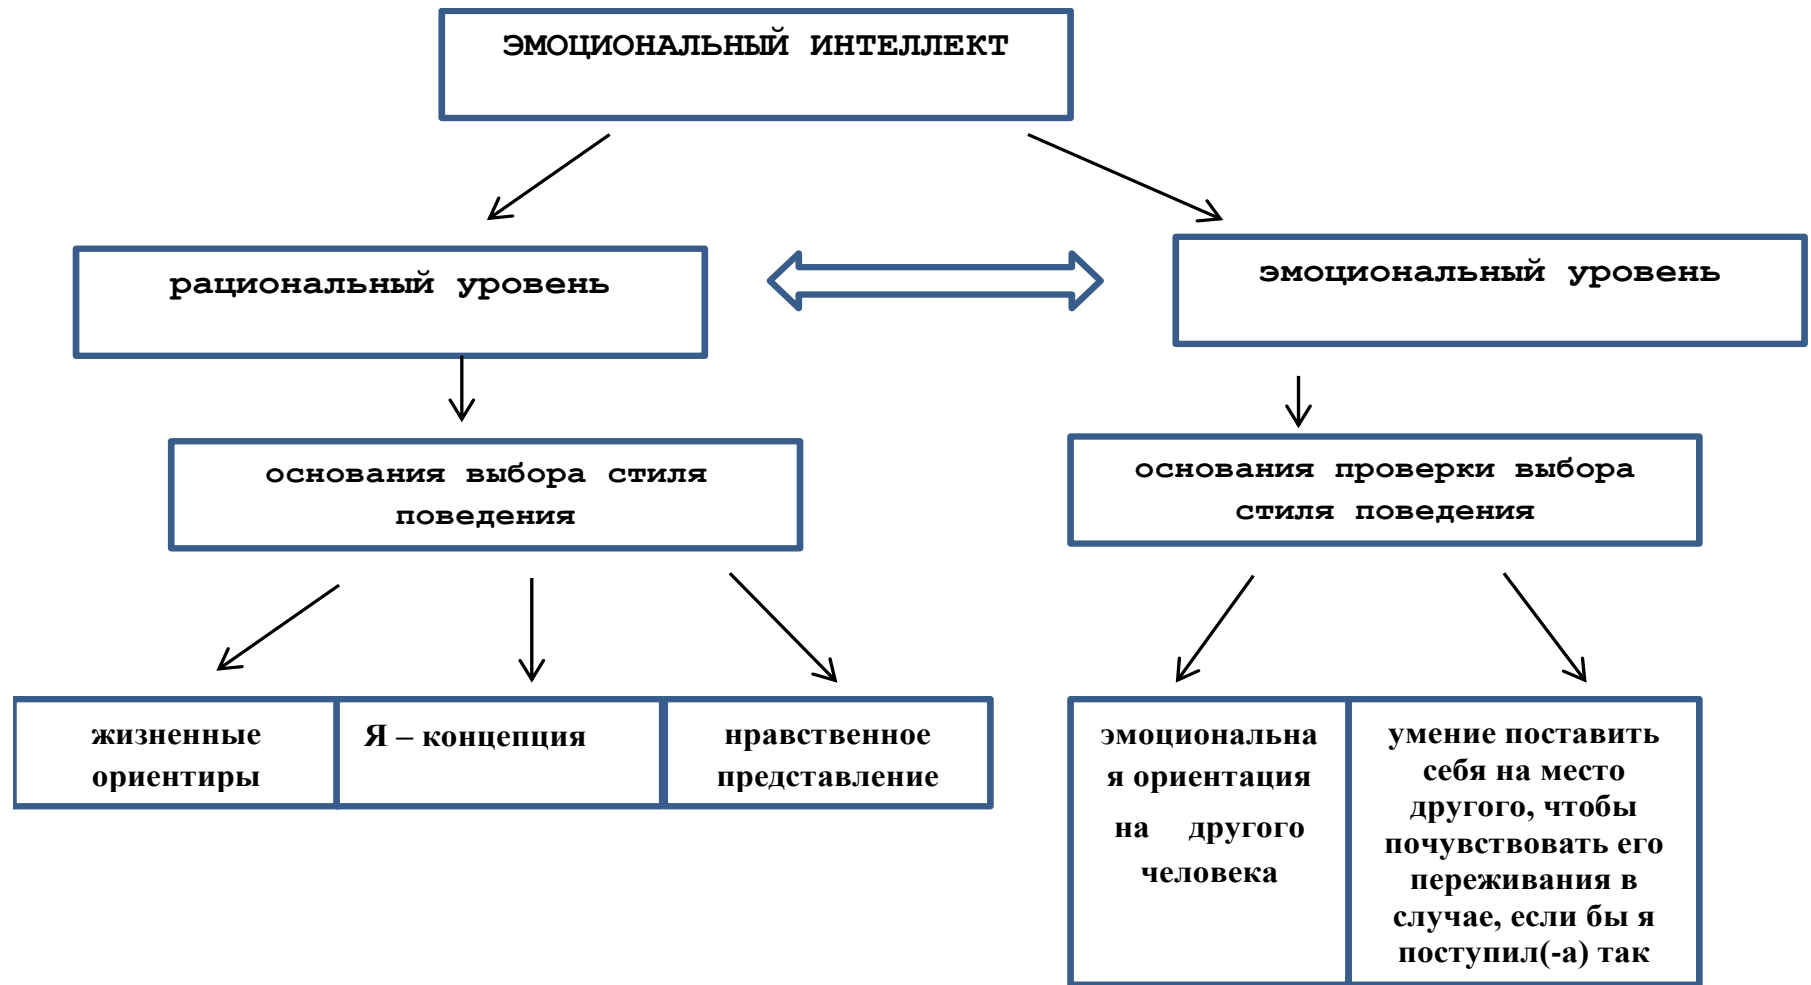 ЭМОЦИОНАЛЬНЫЙ ИНТЕЛЛЕКТ
рациональный уровень
эмоциональный уровень
основания выбора стиля
поведения
основания проверки выбора
стиля поведения
жизненные
ориентиры
Я – концепция
нравственное
представление
эмоциональна
я ориентация
на другого
человека
умение поставить
себя на место
другого, чтобы
почувствовать его
переживания в
случае, если бы я
поступил(-а) так